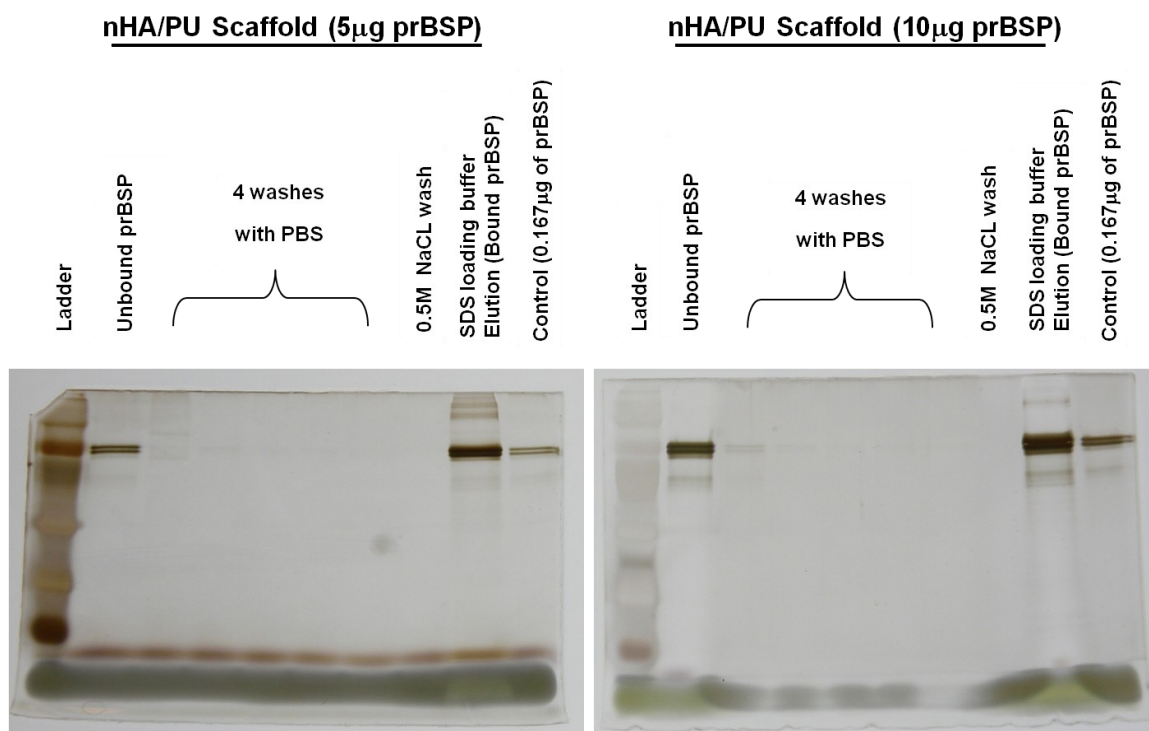 nHA/PU Scaffold (5µg prBSP)
Ladder
Unbound prBSP
4 washes
with PBS
0.5M NaCL wash
SDS loading buffer
Elution (Bound prBSP)
Control (0.167µg of prBSP)
nHA/PU Scaffold (10µg prBSP)
Ladder
Unbound prBSP
4 washes
with PBS
0.5M NaCL wash
SDS loading buffer
Elution (Bound prBSP)
Control (0.167µg of prBSP)